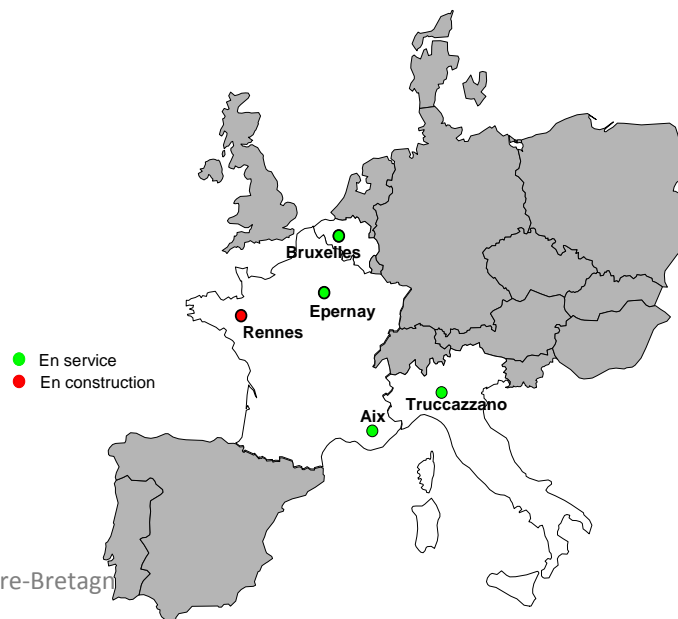 Bruxelles
Epernay
Rennes
En service
En construction
Truccazzano
Aix
re-Bretagn